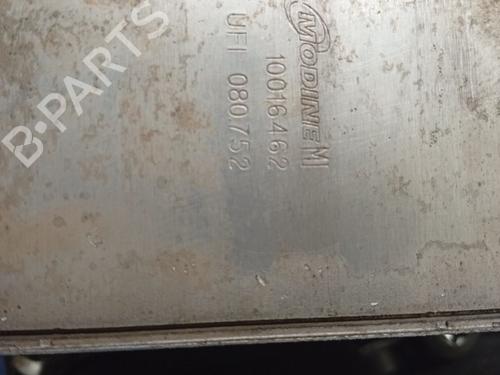 MODINE M
10016462
UFI 080752
B-PARTS